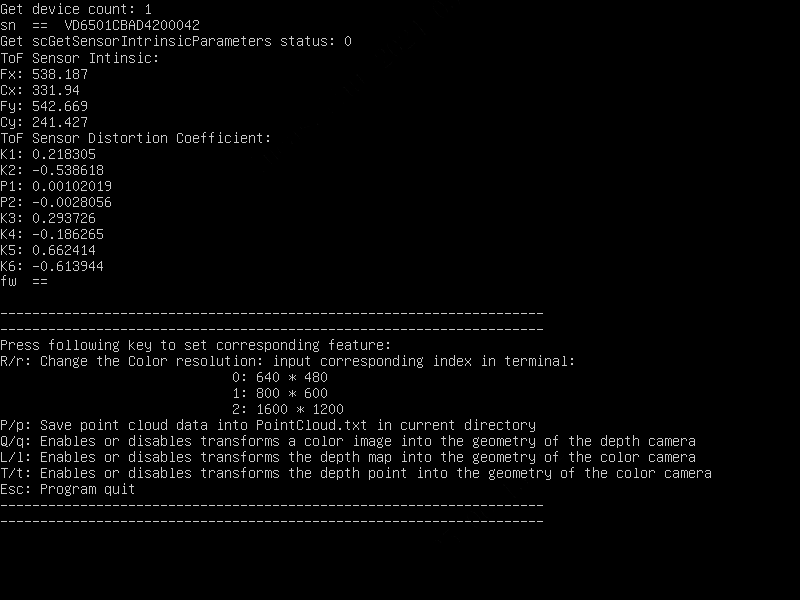 Get device count: 1
sn  ==  VD6501CBAD4200042
Get scGetSensorIntrinsicParameters status: 0
ToF Sensor Intinsic:
Fx: 538.187
Cx: 331.94
Fy: 542.669
Cy: 241.427
ToF Sensor Distortion Coefficient:
K1: 0.218305
K2: -0.538618
P1: 0.00102019
P2: -0.0028056
K3: 0.293726
K4: -0.186265
K5: 0.662414
K6: -0.613944
fw  ==
--------------------------------------------------------------------
--------------------------------------------------------------------
Press following key to set corresponding feature:
R/r: Change the Color resolution: input corresponding index in terminal:
0: 640 * 480
1: 800 * 600
2: 1600 * 1200
P/p: Save point cloud data into PointCloud.txt in current directory
Q/q: Enables or disables transforms a color image into the geometry of the depth camera
L/l: Enables or disables transforms the depth map into the geometry of the color camera
T/t: Enables or disables transforms the depth point into the geometry of the color camera
Esc: Program quit
--------------------------------------------------------------------
--------------------------------------------------------------------